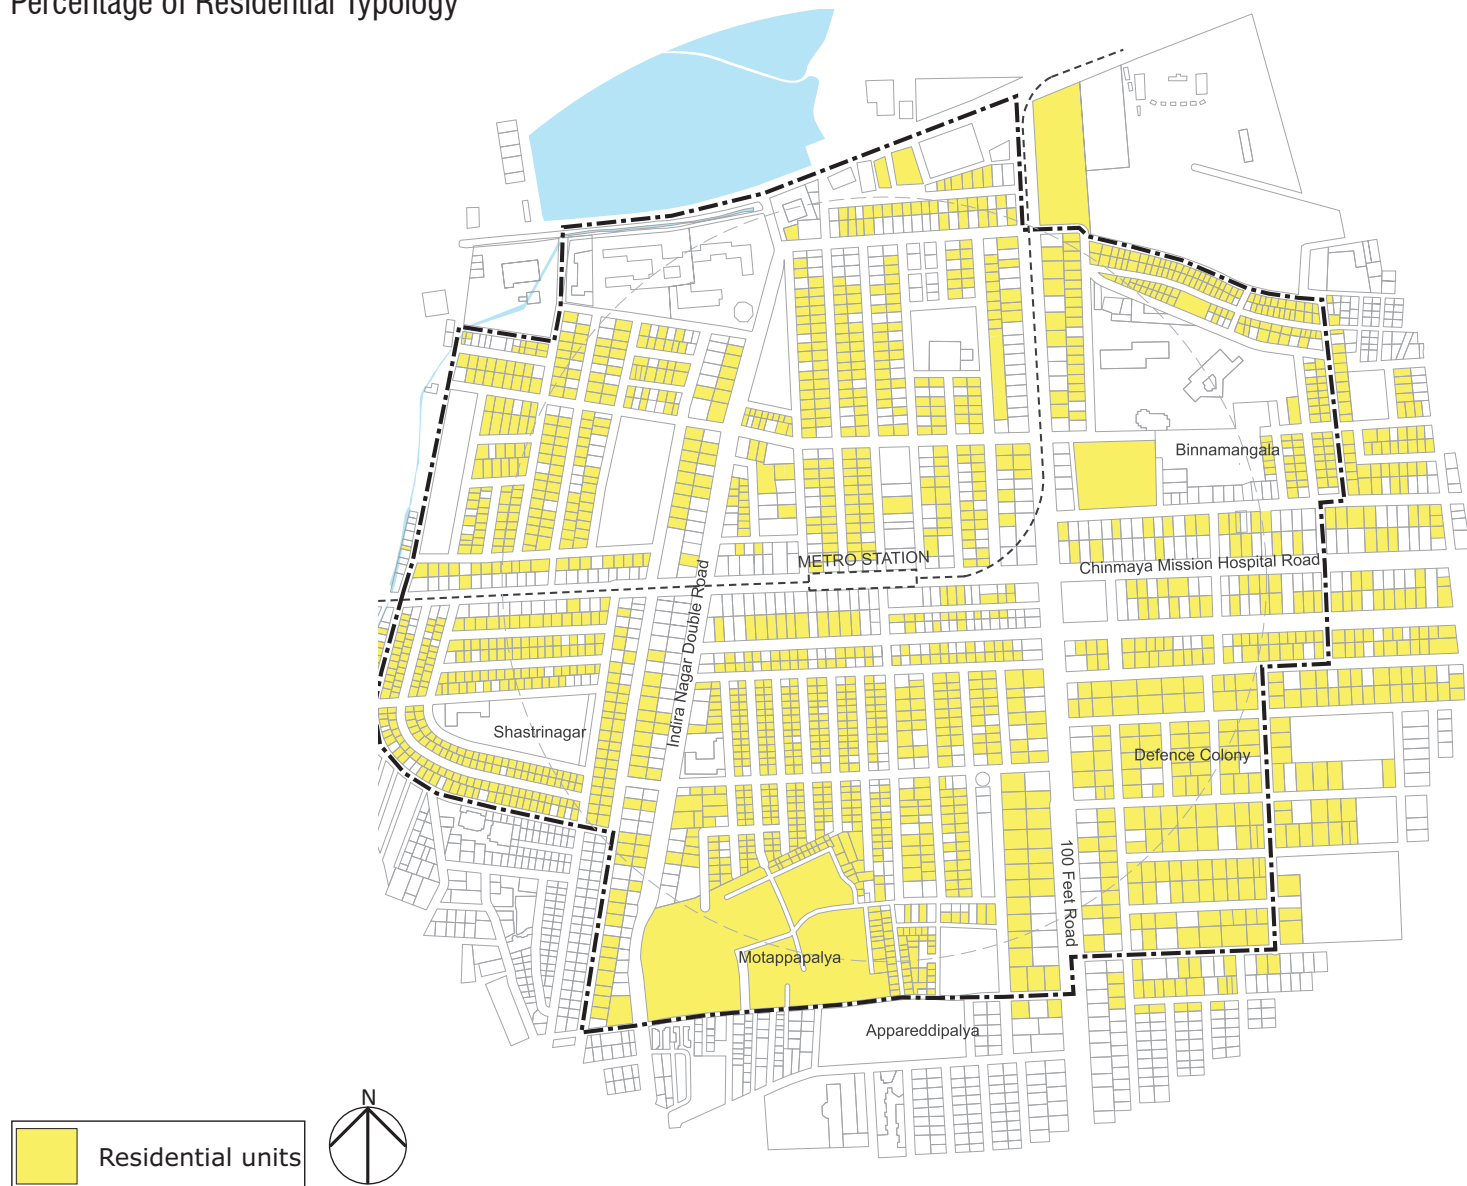 Percentage of Residential Typology
Binnamangala
METRO STATION
Chinmaya Mission Hospital Road
Indira Nagar Double Road
Shastrinagar
Defence Colony
100 Feet Road
Motappapalya
Appareddipalya
N
Residential units